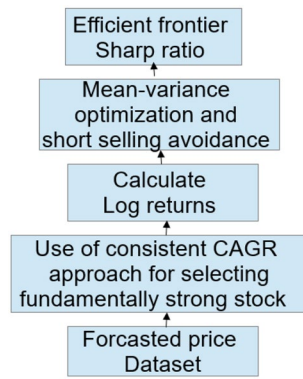 Efficient frontier
Sharp ratio
Mean-variance
optimization and
short selling avoidance
Calculate
Log returns
Use of consistent CAGR
approach for selecting
fundamentally strong stock
Forcasted price
Dataset